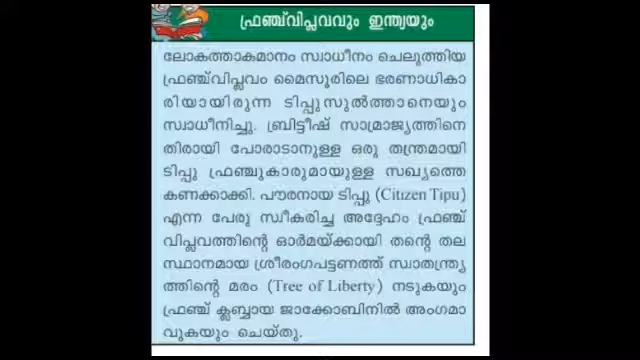 ഫ്രഞ്ച്‌വിപ്ലവവും ഇന്ത്യയും
ലോകത്താകമാനം സ്വാധീനം ചെലുത്തിയ
ഫ്രഞ്ച്‌വിപ്ലവം മൈസൂരിലെ ഭരണാധികാ
രിയായിരുന്ന ടിപ്പുസുൽത്താനെയും
സ്വാധീനിച്ചു. ബ്രിട്ടീഷ് സാമ്രാജ്യത്തിനെ
തിരായി പോരാടാനുള്ള ഒരു തന്ത്രമായി
ടിപ്പു ഫ്രഞ്ചുകാരുമായുള്ള സഖ്യത്തെ
കണക്കാക്കി. പൗരനായ ടിപ്പു (Citizen Tipu)
എന്ന പേരു സ്വീകരിച്ച അദ്ദേഹം ഫ്രഞ്ച്
വിപ്ലവത്തിന്റെ ഓർമയ്ക്കായി തന്റെ തല
സ്ഥാനമായ ശ്രീരംഗപട്ടണത്ത് സ്വാതന്ത്ര്യ
ത്തിന്റെ മരം (Tree of Liberty) നടുകയും
ഫ്രഞ്ച് ക്ലബ്ബായ ജാക്കോബിനിൽ അംഗമാ
വുകയും ചെയ്തു.